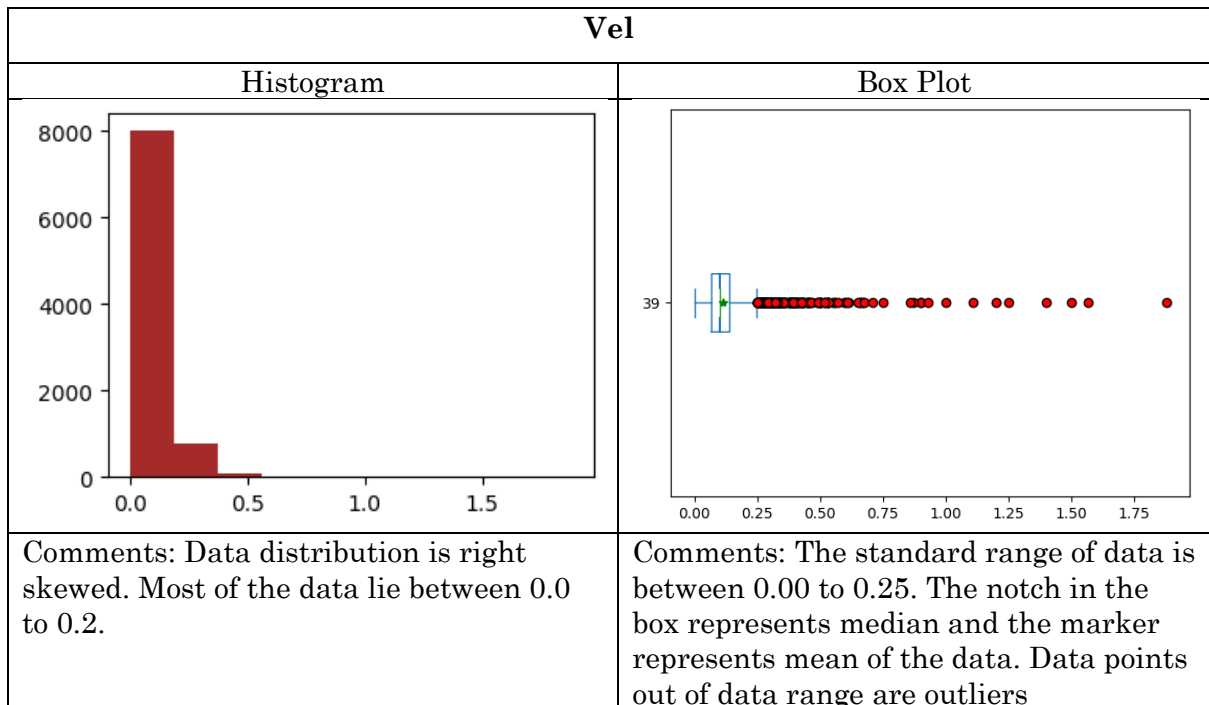 Vel
Histogram
Box Plot
8000
6000
4000
2000
0
0.0 0.5 1.0 1.5
39
0.00 0.25 0.50 0.75 1.00 1.25 1.50 1.75
Comments: Data distribution is right
skewed. Most of the data lie between 0.0
to 0.2.
Comments: The standard range of data is
between 0.00 to 0.25. The notch in the
box represents median and the marker
represents mean of the data. Data points
out of data range are outliers